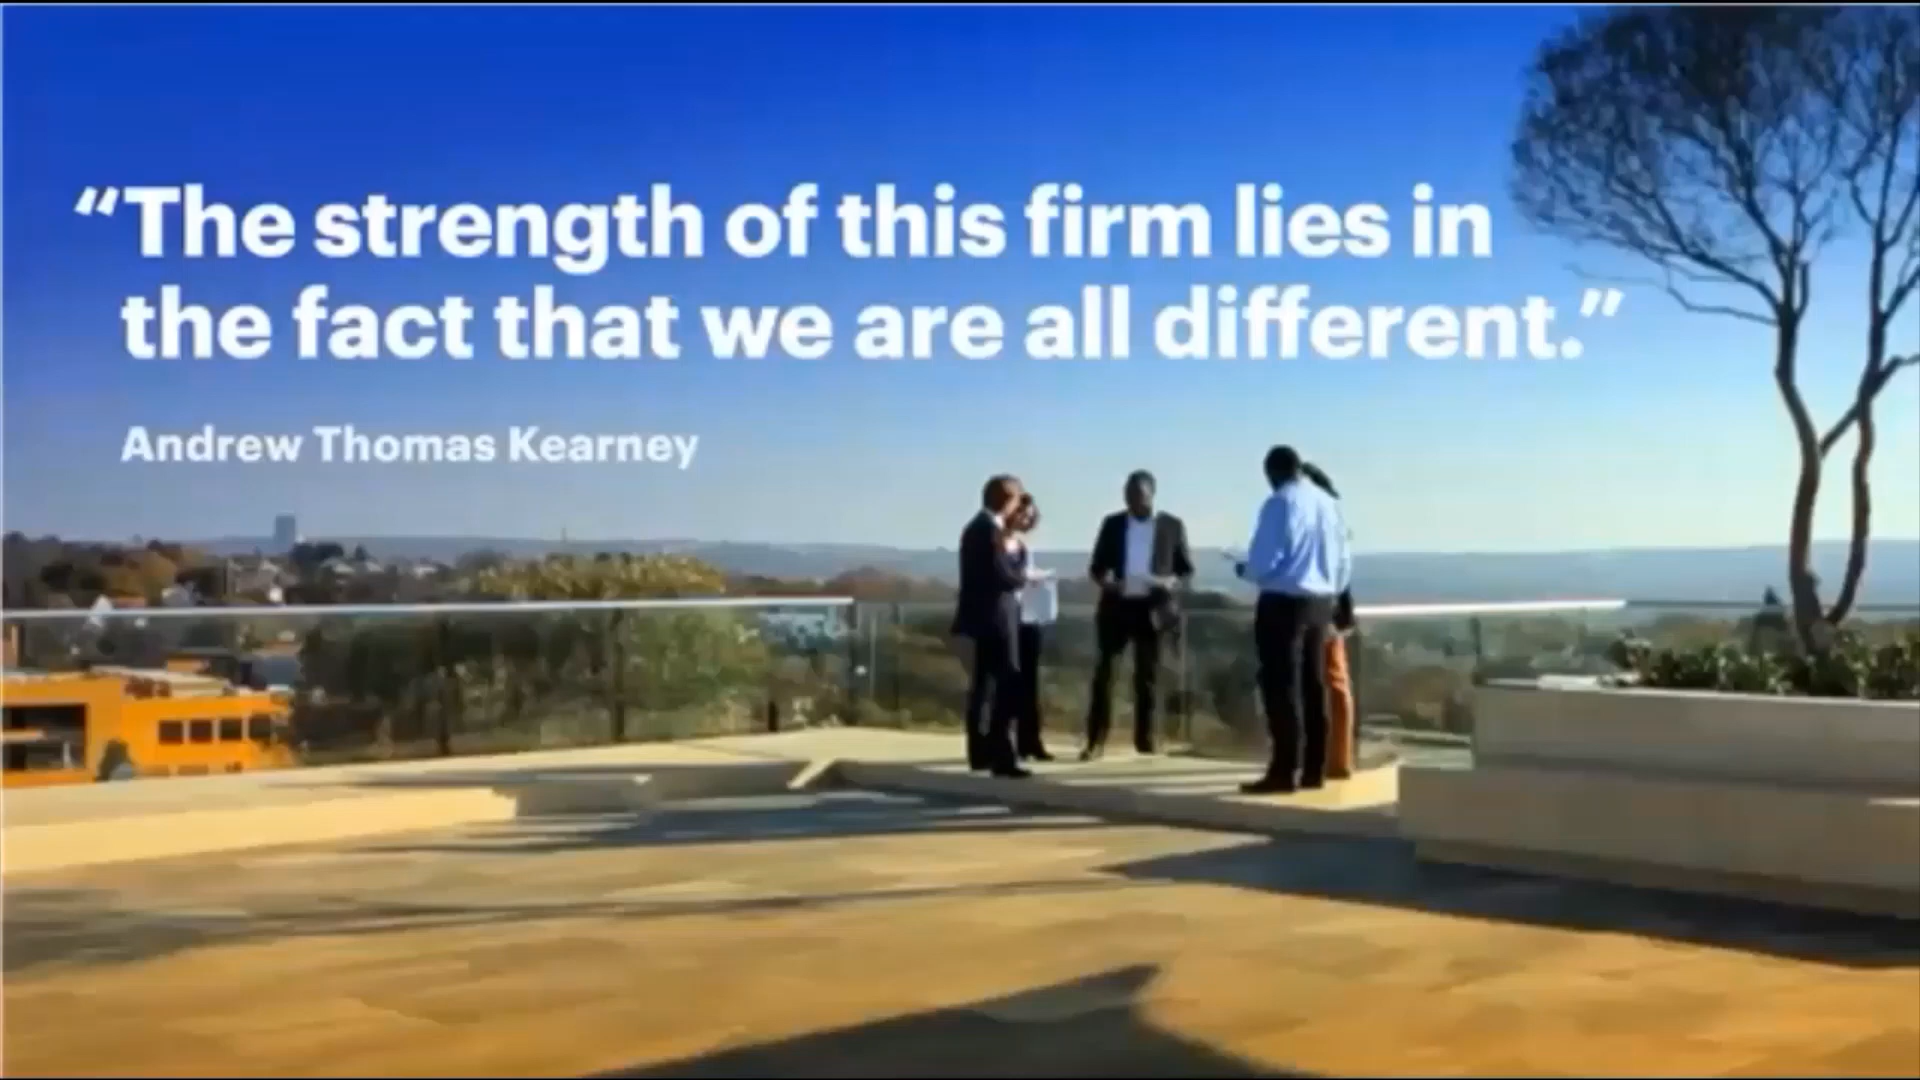 “The strength of this firm lies in
the fact that we are all different.”
Andrew Thomas Kearney